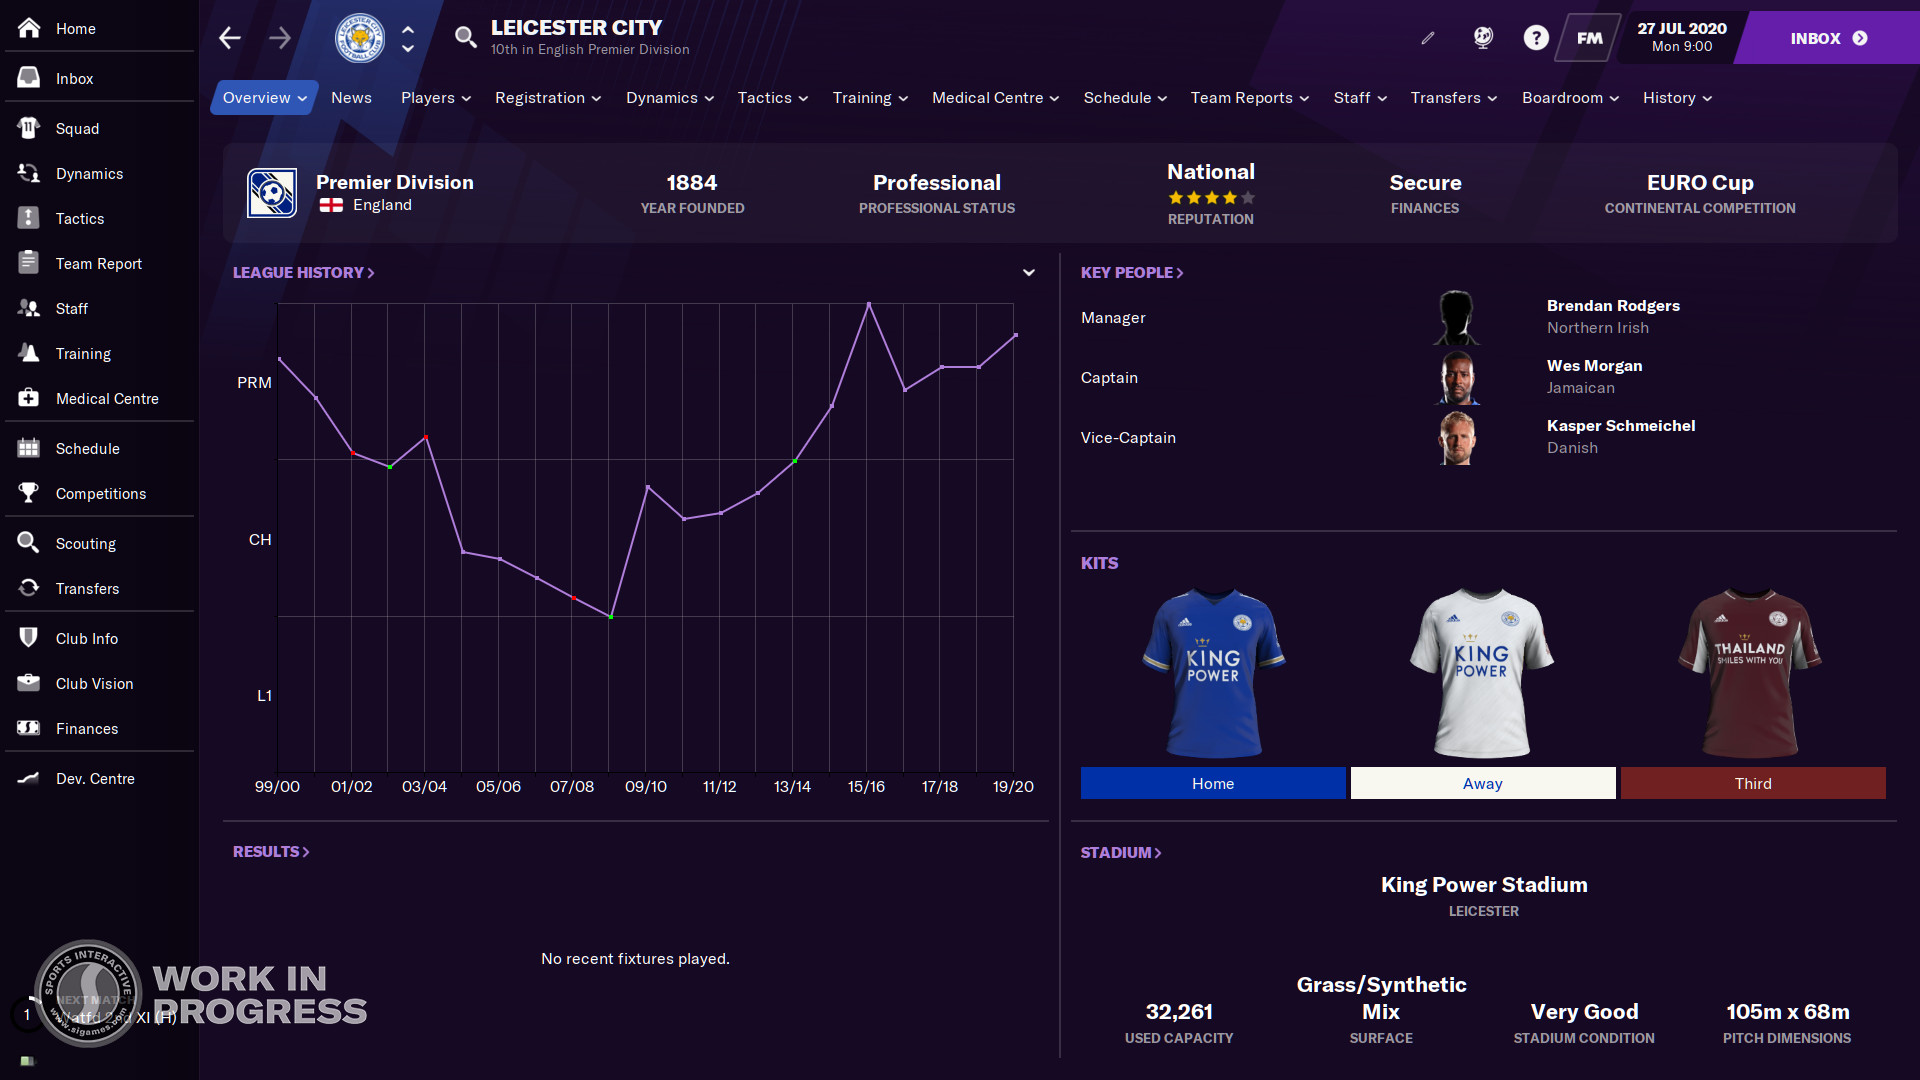 Home
Inbox
Squad
Dynamics
Tactics
Team Report
Staff
Training
Medical Centre
Schedule
Competitions
Scouting
Transfers
Club Info
Club Vision
Finances
Dev. Centre
LEICESTER CITY
10th in English Premier Division
FM
27 JUL 2020
Mon 9:00
INBOX
Overview
News
Players
Registration
Dynamics
Tactics
Training
Medical Centre
Schedule
Team Reports
Staff
Transfers
Boardroom
History
Premier Division
England
1884
YEAR FOUNDED
Professional
PROFESSIONAL STATUS
National
REPUTATION
Secure
FINANCES
EURO Cup
CONTINENTAL COMPETITION
LEAGUE HISTORY
PRM
CH
L1
99/00 01/02 03/04 05/06 07/08 09/10 11/12 13/14 15/16 17/18 19/20
RESULTS
No recent fixtures played.
KEY PEOPLE
Manager
Brendan Rodgers
Northern Irish
Captain
Wes Morgan
Jamaican
Vice-Captain
Kasper Schmeichel
Danish
KITS
KING
POWER
KING
POWER
THAILAND
SMILES WITH YOU
Home
Away
Third
STADIUM
King Power Stadium
LEICESTER
32,261
USED CAPACITY
Grass/Synthetic
Mix
SURFACE
Very Good
STADIUM CONDITION
105m x 68m
PITCH DIMENSIONS
SPORTS INTERACTIVE
www.sigames.com
WORK IN
PROGRESS
NEXT MATCH
1
XI (H)